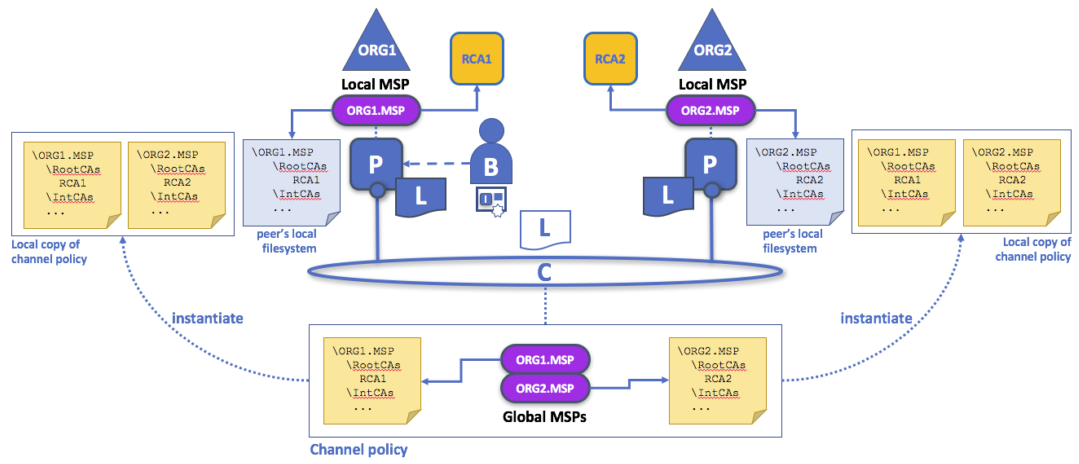 ORG1
RCA1
Local MSP
ORG1.MSP
RCA2
ORG2
Local MSP
ORG2.MSP
\ORG1.MSP
\RootCAs
RCA1
\IntCAs
...
\ORG2.MSP
\RootCAs
RCA2
\IntCAs
...
Local copy of
channel policy
\ORG1.MSP
\RootCAs
RCA1
\IntCAs
...
peer's local
filesystem
P
L
B
I
P
L
\ORG2.MSP
\RootCAs
RCA2
\IntCAs
...
peer's local
filesystem
\ORG1.MSP
\RootCAs
RCA1
\IntCAs
...
\ORG2.MSP
\RootCAs
RCA2
\IntCAs
...
Local copy of
channel policy
L
C
instantiate
instantiate
\ORG1.MSP
\RootCAs
RCA1
\IntCAs
...
ORG1.MSP
ORG2.MSP
Global MSPs
\ORG2.MSP
\RootCAs
RCA2
\IntCAs
...
Channel policy